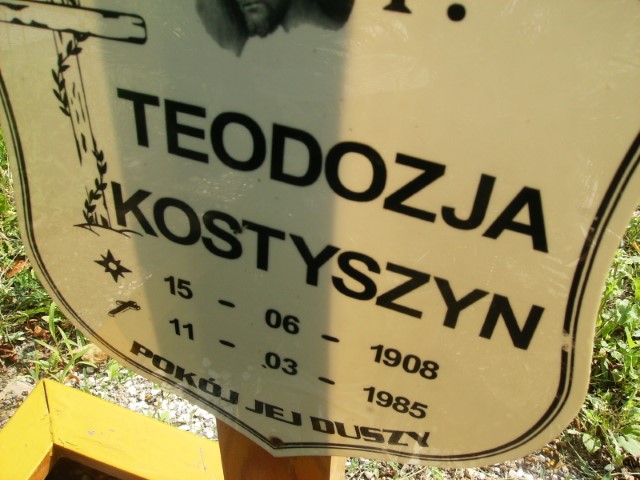 P.
TEODOZJA
KOSTYSZYN
15 - 06 - 1908
11 - 03 - 1985
POKÓJ JEJ DUSZY